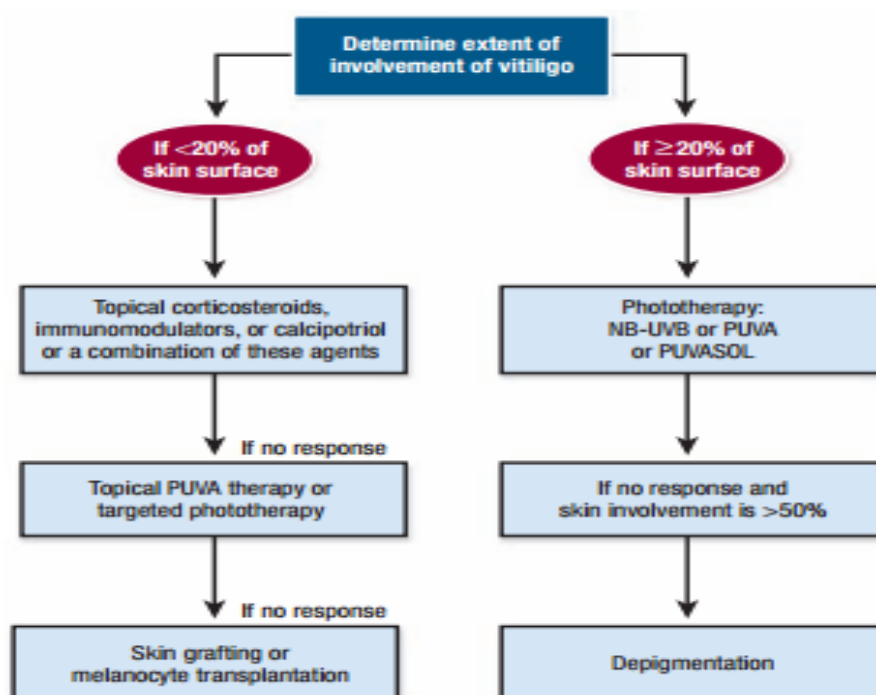 Determine extent of
involvement of vitiligo
If <20% of
skin surface
If ≥20% of
skin surface
Topical corticosteroids,
immunomodulators, or calcipotriol
or a combination of these agents
Phototherapy:
NB-UVB or PUVA
or PUVASOL
If no response
Topical PUVA therapy or
targeted phototherapy
If no response and
skin involvement is >50%
If no response
Skin grafting or
melanocyte transplantation
Depigmentation